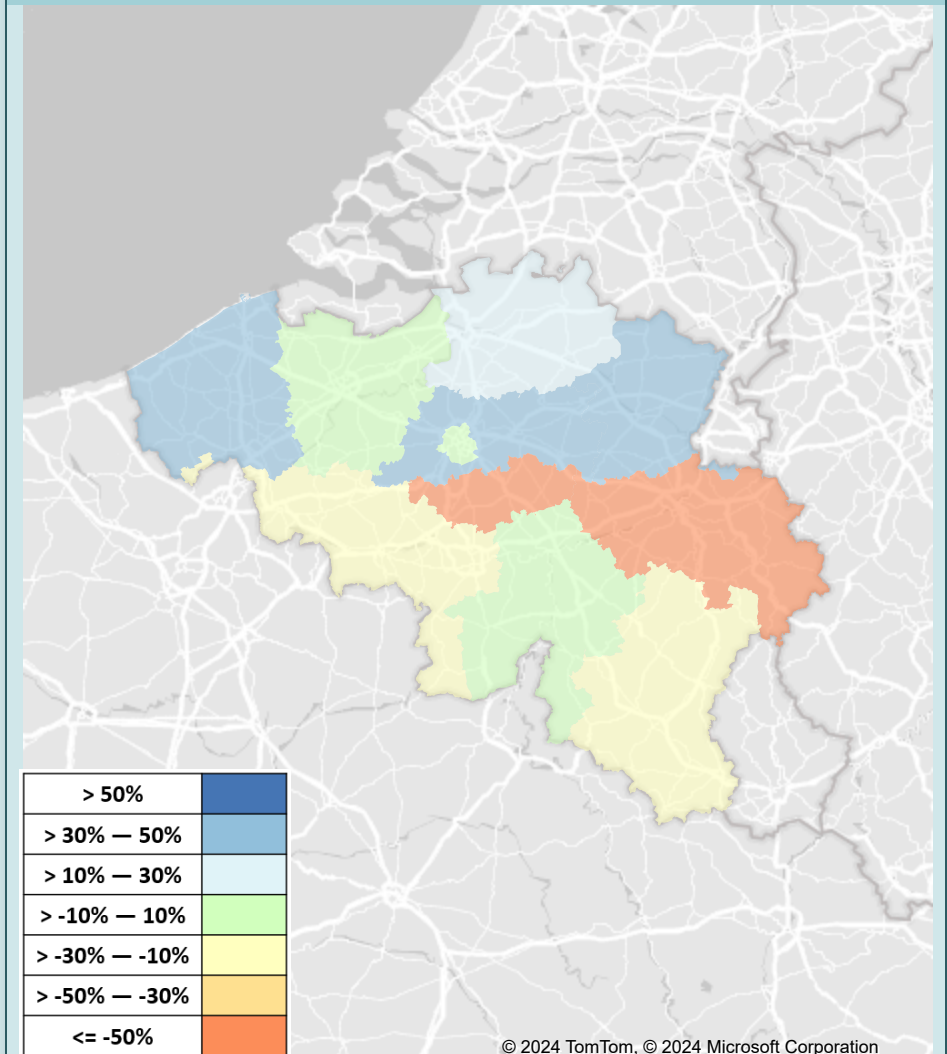 > 50%
> 30% — 50%
> 10% — 30%
> -10% — 10%
> -30% — -10%
> -50% — -30%
<= -50%
© 2024 TomTom, © 2024 Microsoft Corporation